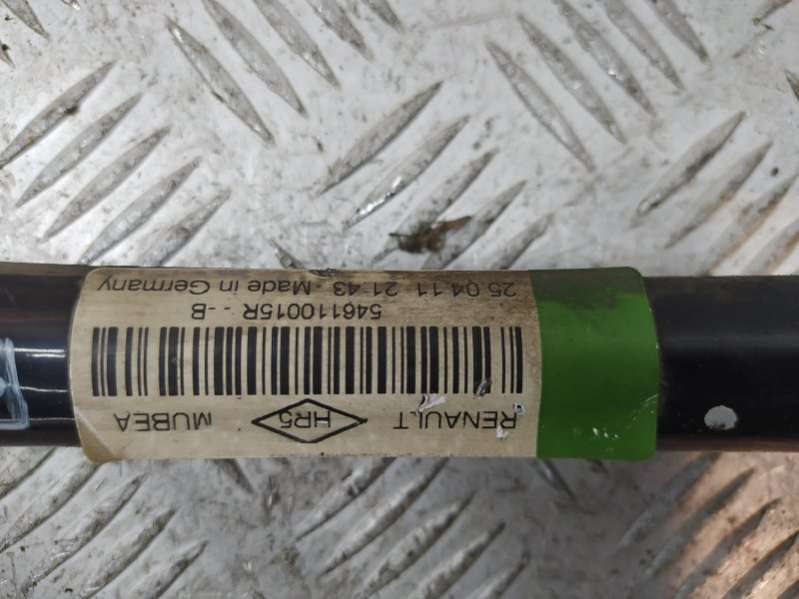 RENAULT HR5 MUBEA
546110015R - -B
25.04.11 21:43 Made in Germany